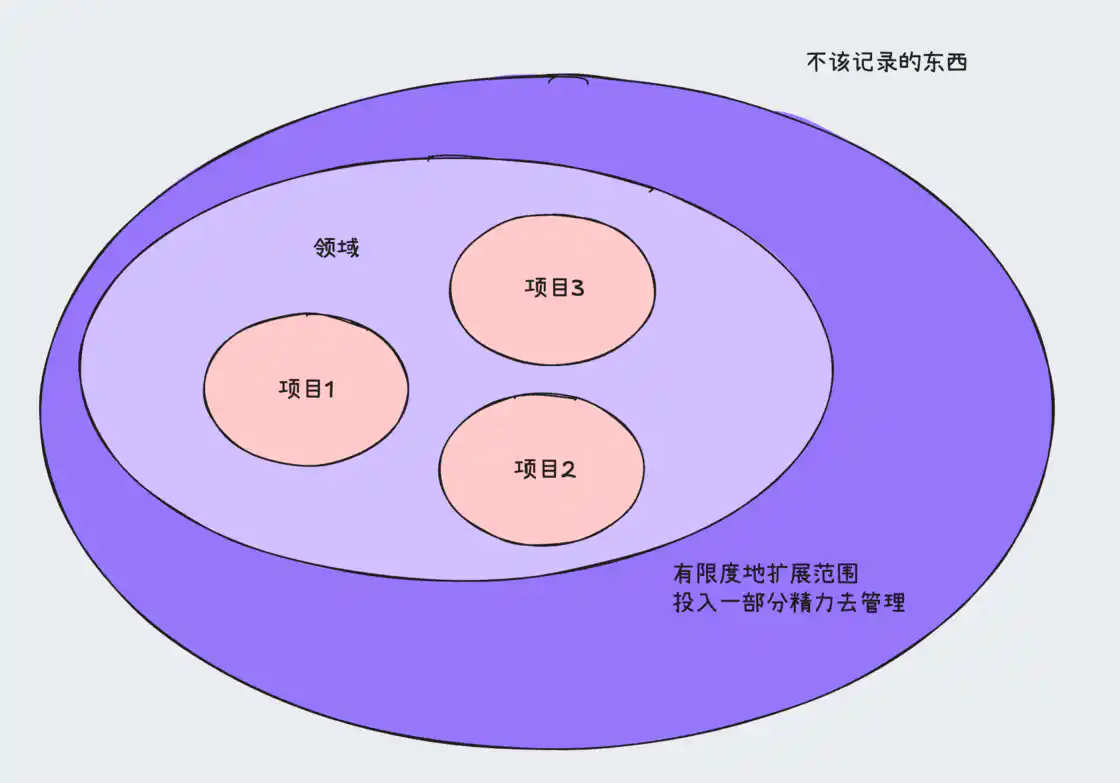 不该记录的东西
领域
项目3
项目1
项目2
有限度地扩展范围
投入一部分精力去管理